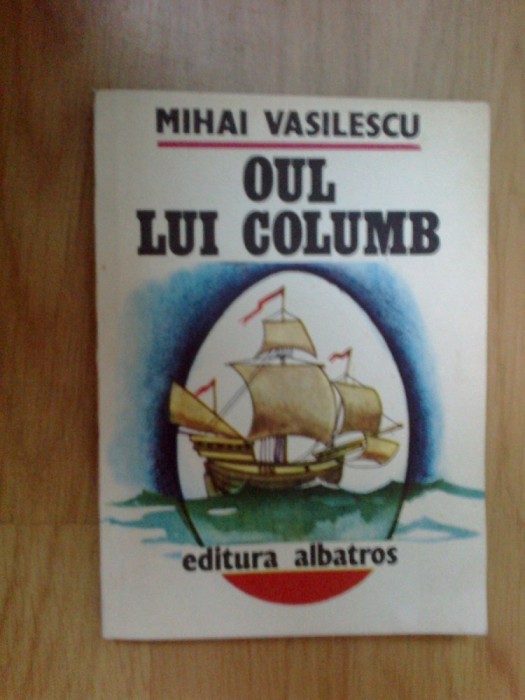 MIHAI VASILESCU
OUL
LUI COLUMB
editura albatros